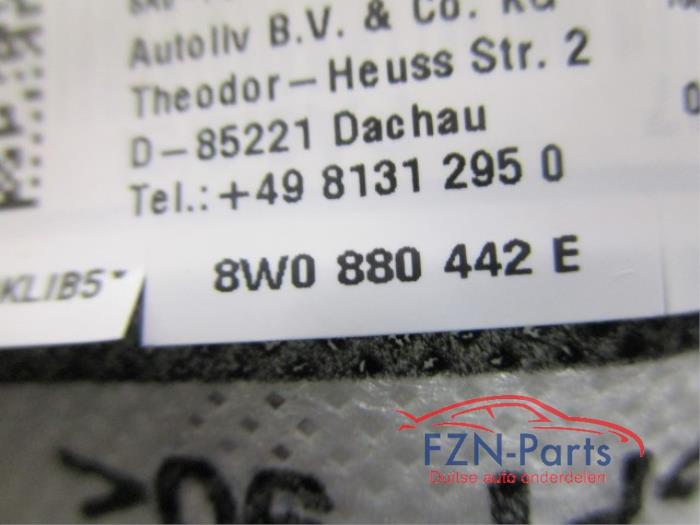 Autoliv B.V. & Co. KG
Theodor-Heuss Str. 2
D-85221 Dachau
Tel.: +49 8131 295 0
KLIB5*
8W0 880 442 E
FZN-Parts
Duitse auto onderdelen